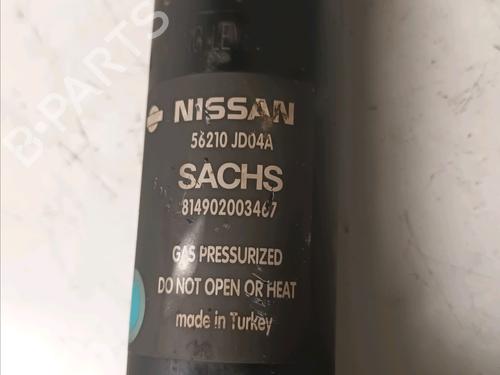 NISSAN
56210 JD04A
SACHS
814902003467
GAS PRESSURIZED
DO NOT OPEN OR HEAT
made in Turkey
B-PARTS